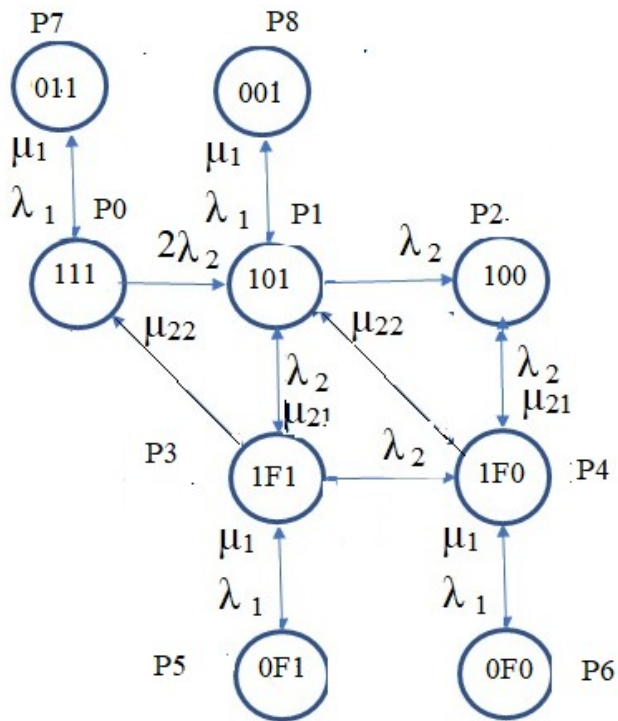 P7 P8
011 001
μ₁ μ₁
λ₁ P0 λ₁ P1 P2
2λ₂ λ₂
111 101 100
μ₂₂ μ₂₂
λ₂ λ₂
μ₂₁ μ₂₁
P3 λ₂
1F1 1F0 P4
μ₁ μ₁
λ₁ λ₁
P5 0F1 0F0 P6